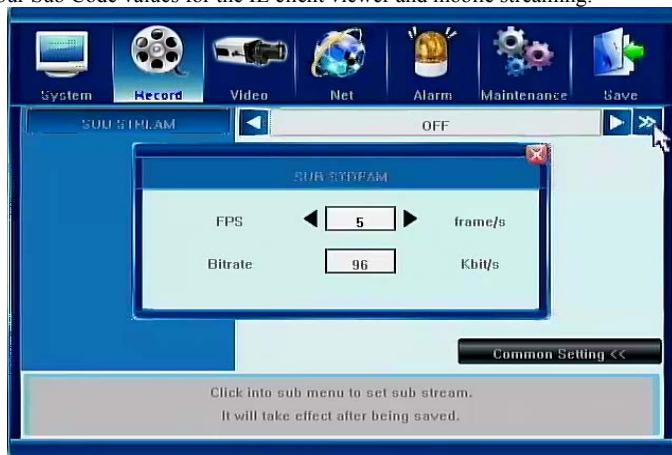 Sub Code values for the IE client viewer and mobile streaming.
System Record Video Net Alarm Maintenance Save
SUB STREAM OFF
SUB STREAM
FPS 5 frame/s
Bitrate 96 Kbit/s
Common Setting <<
Click into sub menu to set sub stream.
It will take effect after being saved.